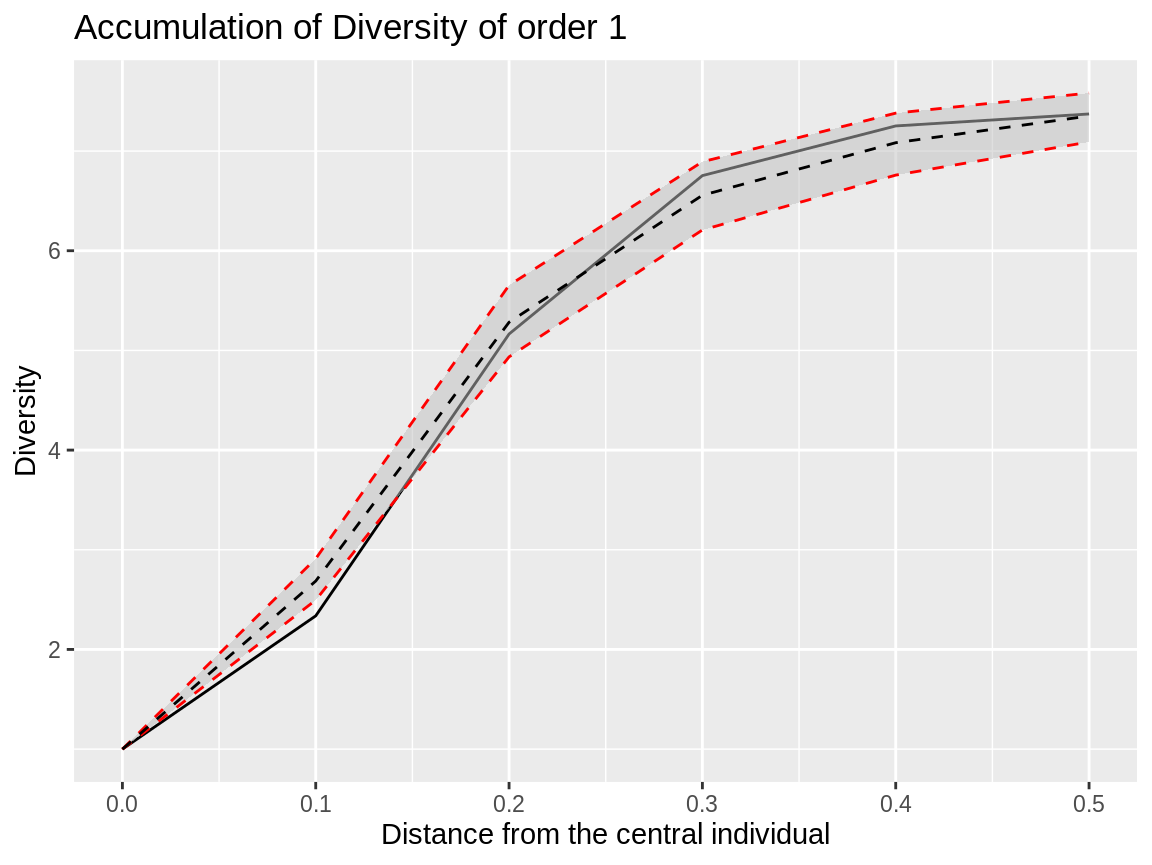 Accumulation of Diversity of order 1
Diversity
6
4
2
0.0 0.1 0.2 0.3 0.4 0.5
Distance from the central individual